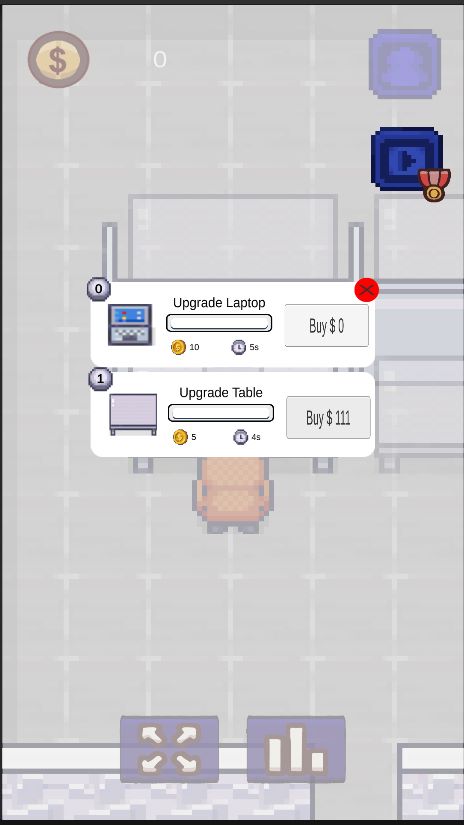 $ 0
0
Upgrade Laptop
Buy $ 0
10 5s
1
Upgrade Table
Buy $ 111
5 4s